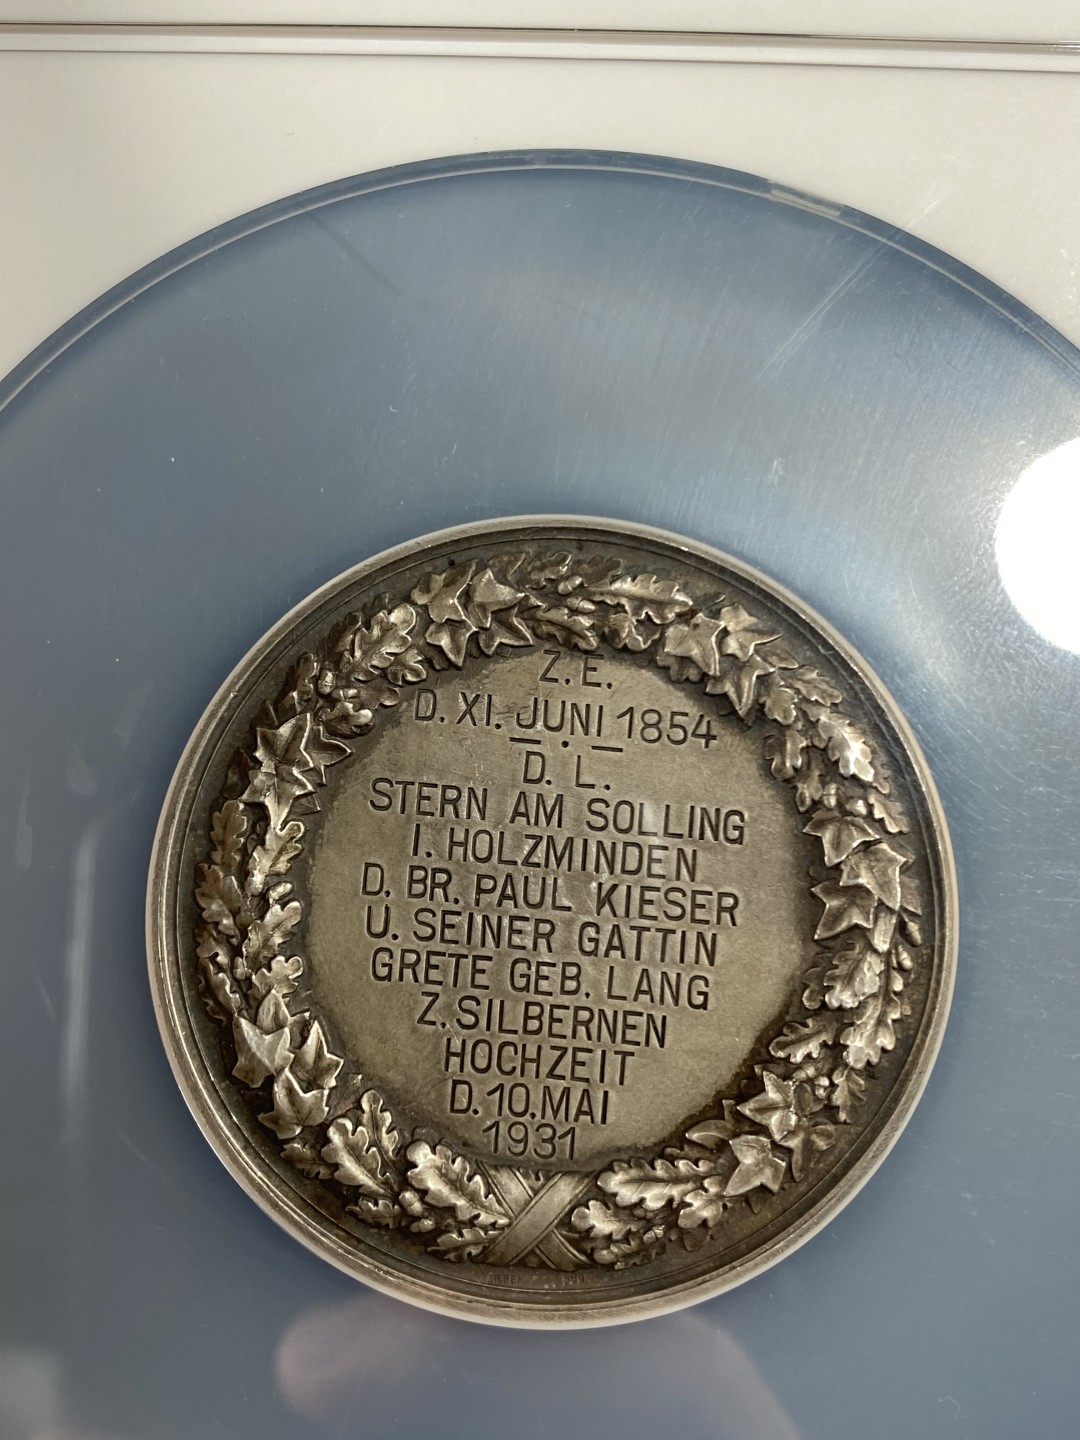 Z. E.
D. XI. JUNI 1854
— . —
D. L.
STERN AM SOLLING
I. HOLZMINDEN
D. BR. PAUL KIESER
U. SEINER GATTIN
GRETE GEB. LANG
Z. SILBERNEN
HOCHZEIT
D. 10. MAI
1931